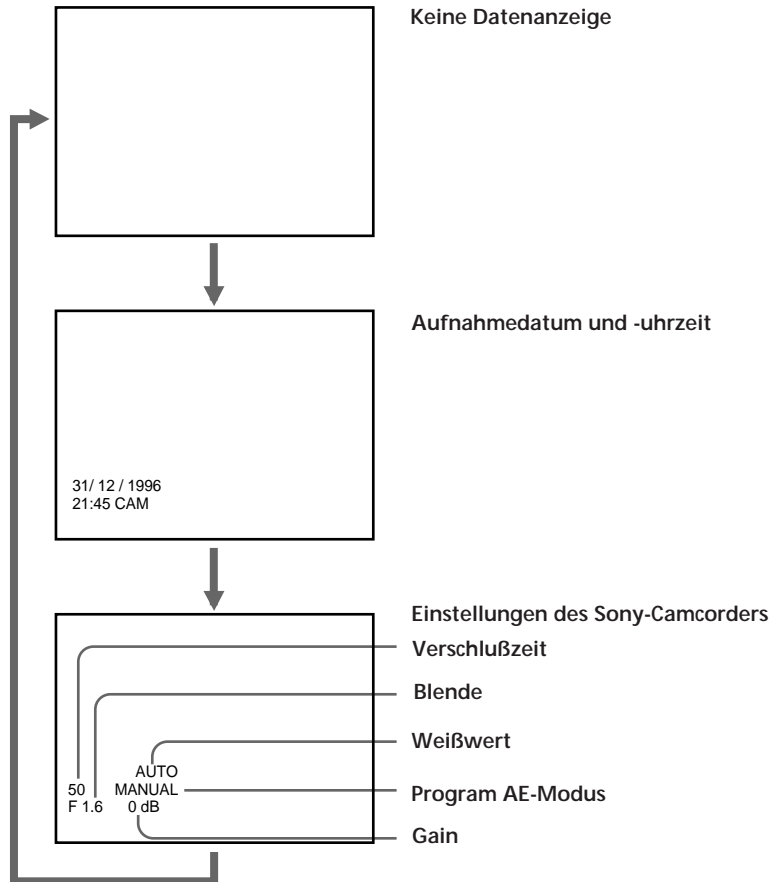 Keine Datenanzeige
Aufnahmedatum und -uhrzeit
31/ 12 / 1996
21:45 CAM
Einstellungen des Sony-Camcorders
Verschlußzeit
Blende
Weißwert
AUTO
50 MANUAL
Program AE-Modus
F 1.6 0 dB
Gain